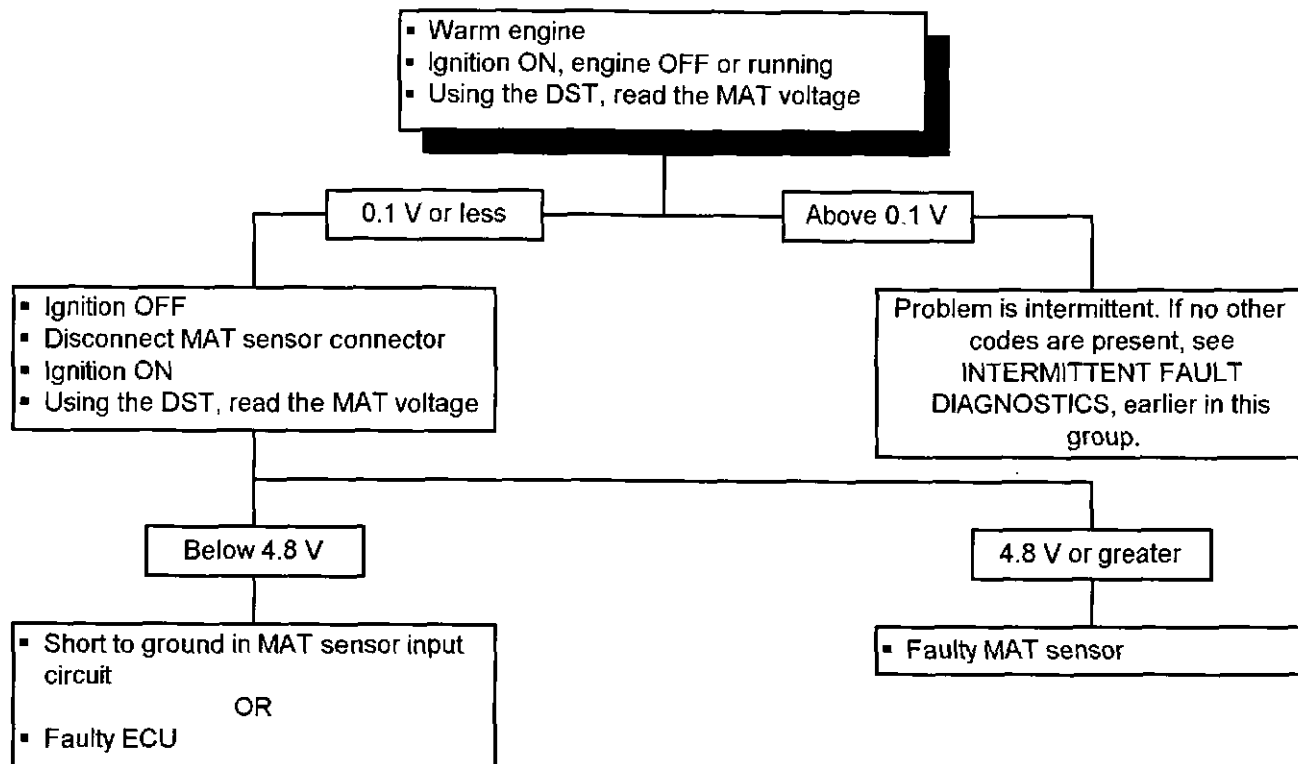 ▪ Warm engine
▪ Ignition ON, engine OFF or running
▪ Using the DST, read the MAT voltage
0.1 V or less
Above 0.1 V
▪ Ignition OFF
▪ Disconnect MAT sensor connector
▪ Ignition ON
▪ Using the DST, read the MAT voltage
Problem is intermittent. If no other
codes are present, see
INTERMITTENT FAULT
DIAGNOSTICS, earlier in this
group.
Below 4.8 V
4.8 V or greater
▪ Short to ground in MAT sensor input
circuit
OR
▪ Faulty ECU
▪ Faulty MAT sensor